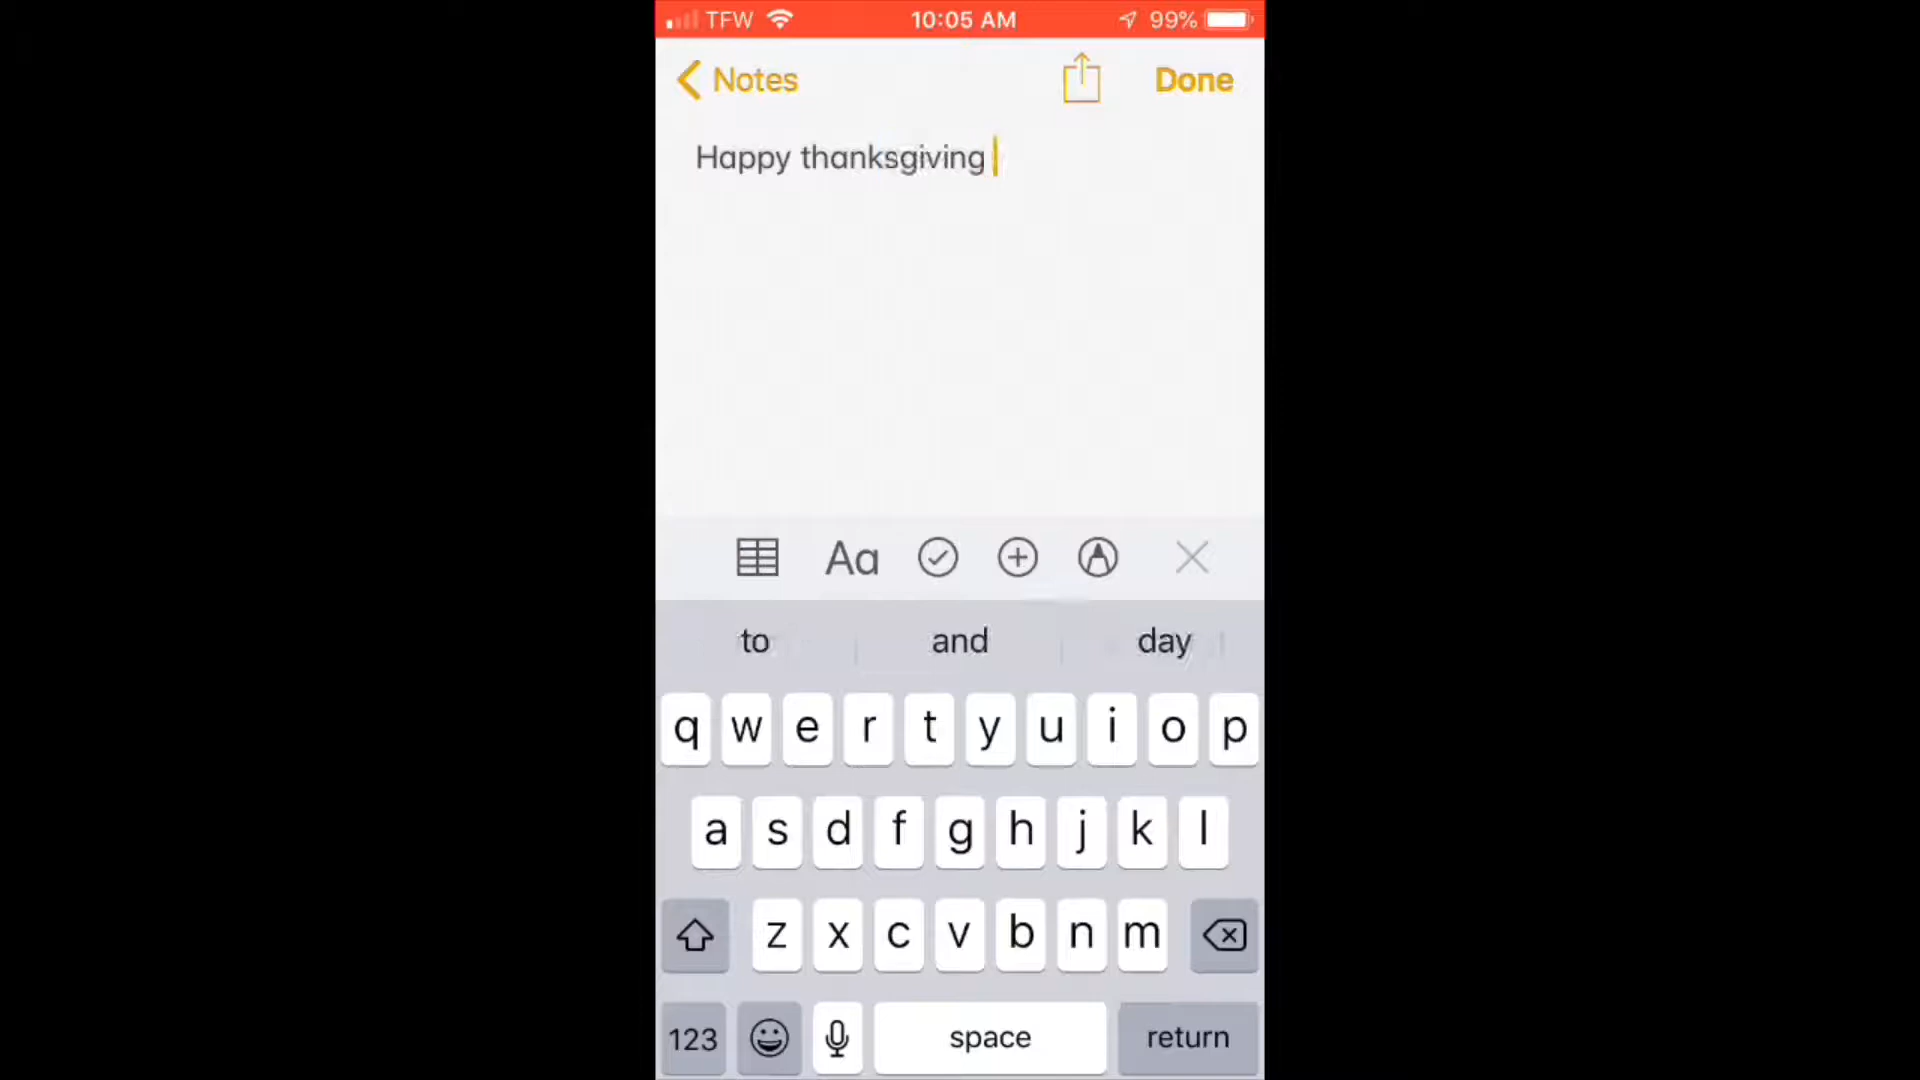 TFW 10:05 AM 99%
Notes Done
Happy thanksgiving
Aa
to and day
q w e r t y u i o p
a s d f g h j k l
z x c v b n m
123 space return